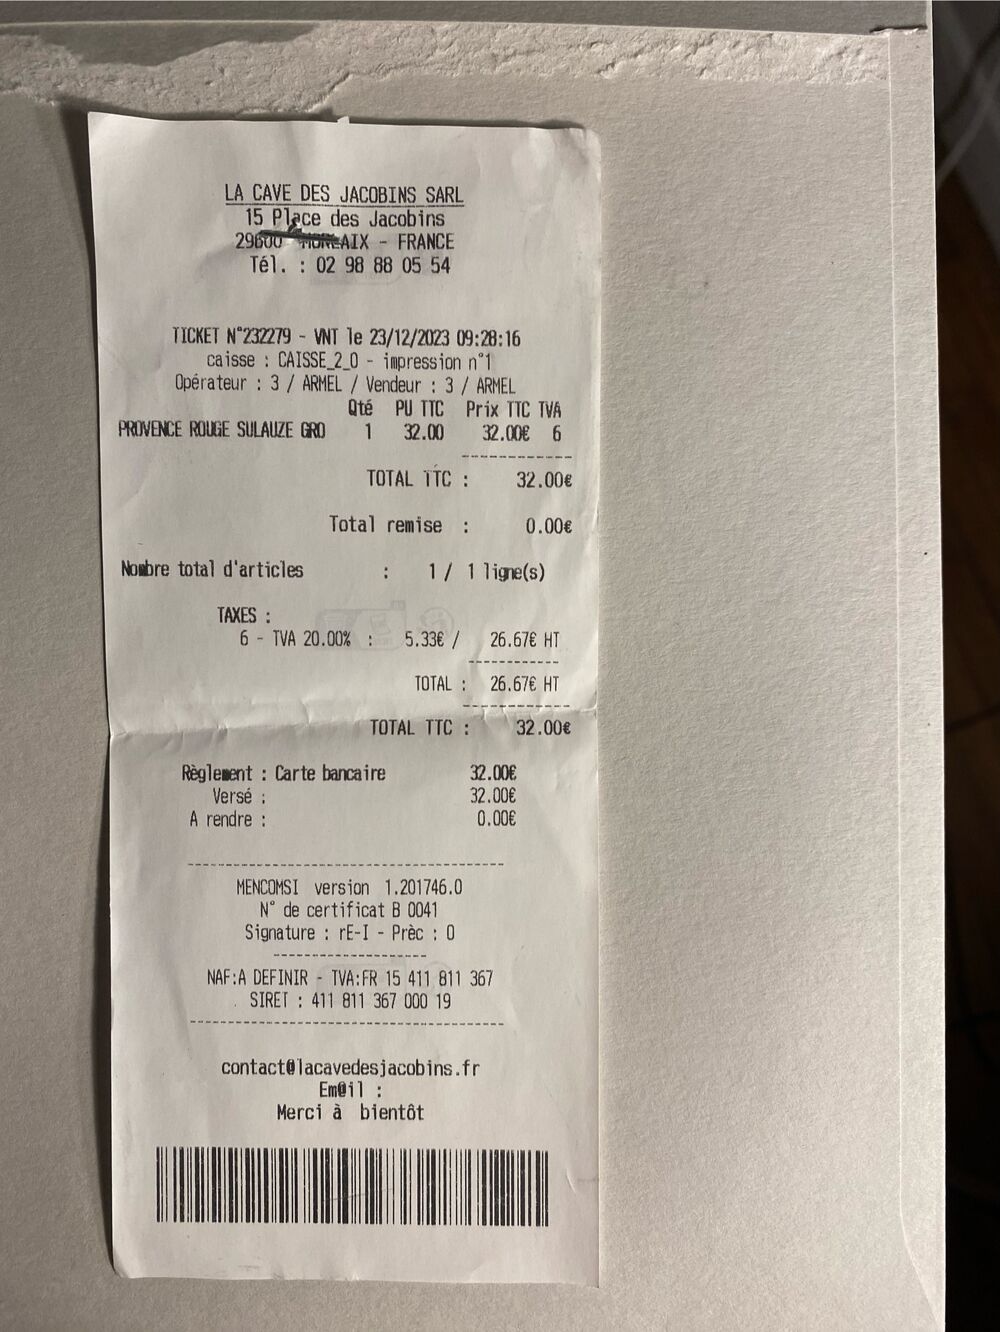 LA CAVE DES JACOBINS SARL
15 Place des Jacobins
29600 MORLAIX - FRANCE
Tél. : 02 98 88 05 54
TICKET N°232279 - VNT le 23/12/2023 09:28:16
caisse : CAISSE_2_0 - impression n°1
Opérateur : 3 / ARMEL / Vendeur : 3 / ARMEL
Qté PU TTC Prix TTC TVA
PROVENCE ROUGE SULAUZE GRO 1 32.00 32.00€ 6
TOTAL TTC : 32.00€
Total remise : 0.00€
Nombre total d'articles : 1 / 1 ligne(s)
TAXES :
6 - TVA 20.00% : 5.33€ / 26.67€ HT
TOTAL : 26.67€ HT
TOTAL TTC : 32.00€
Règlement : Carte bancaire 32.00€
Versé : 32.00€
A rendre : 0.00€
MENCOMSI version 1.201746.0
N° de certificat B 0041
Signature : rE-I - Prèc : 0
NAF:A DEFINIR - TVA:FR 15 411 811 367
SIRET : 411 811 367 000 19
contact@lacavedesjacobins.fr
Em@il :
Merci à bientôt